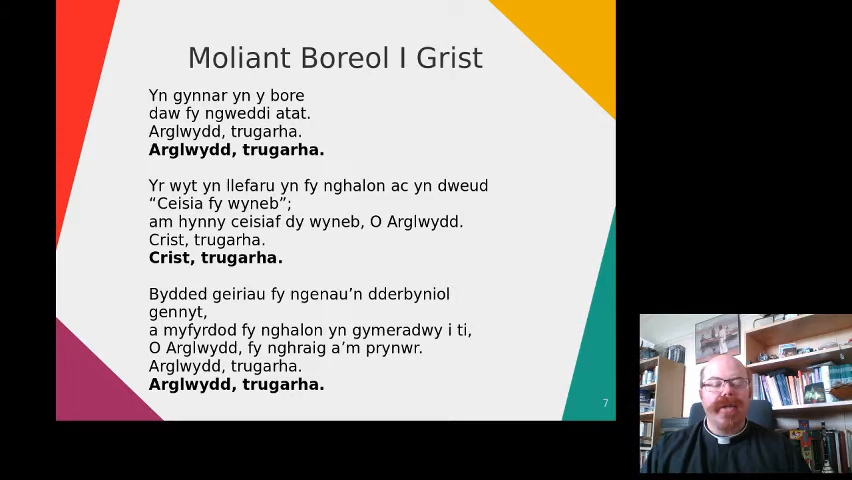 Moliant Boreol I Grist
Yn gynnar yn y bore
daw fy ngweddi atat.
Arglwydd, trugarha.
Arglwydd, trugarha.
Yr wyt yn llefaru yn fy nghalon ac yn dweud
“Ceisia fy wyneb”;
am hynny ceisiaf dy wyneb, O Arglwydd.
Crist, trugarha.
Crist, trugarha.
Bydded geiriau fy ngenau’n dderbyniol
gennyt,
a myfyrdod fy nghalon yn gymeradwy i ti,
O Arglwydd, fy nghraig a’m prynwr.
Arglwydd, trugarha.
Arglwydd, trugarha.
7